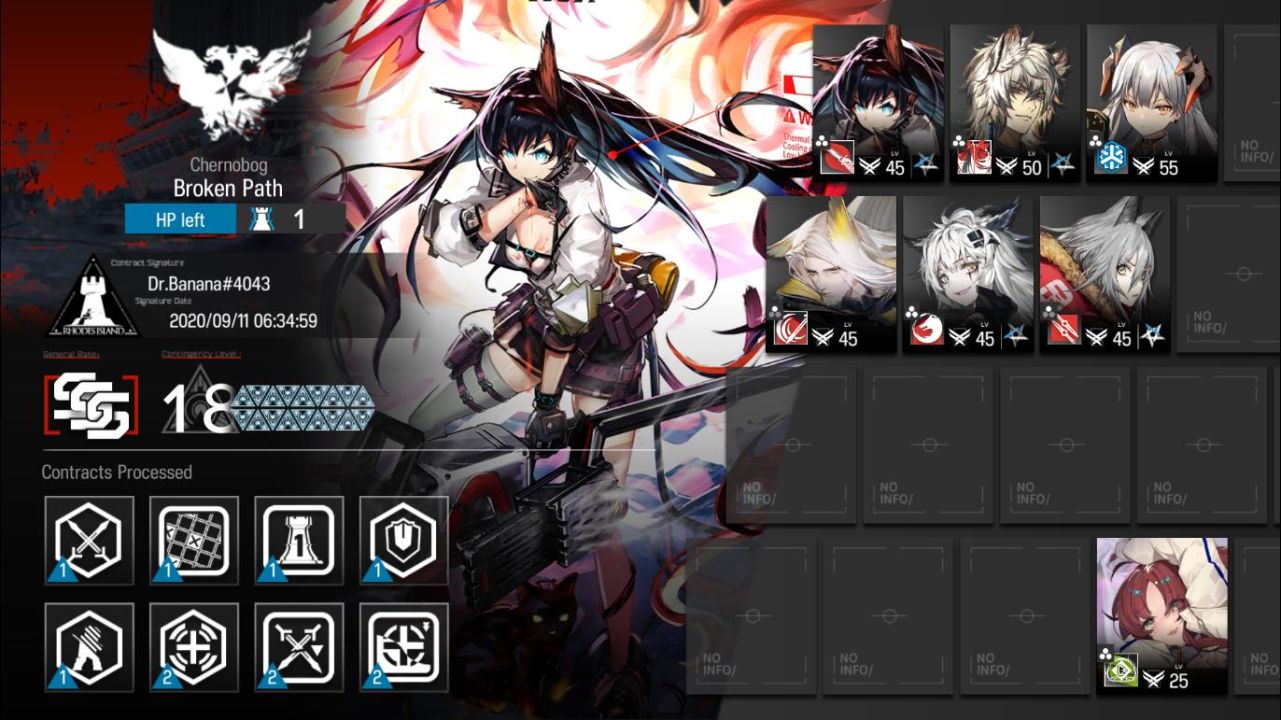 Chernobog
Broken Path
HP left 1
Contract Signature
Dr.Banana#4043
Signature Date
2020/09/11 06:34:59
RHODES ISLAND
General Rate:
Contingency Level:
18
Contracts Processed
1
1
1
1
1
2
2
2
Thermal
Cooling
LV
45
LV
50
LV
55
NO
INFO/
LV
45
LV
45
LV
45
NO
INFO/
NO
INFO/
NO
INFO/
NO
INFO/
NO
INFO/
NO
INFO/
NO
INFO/
NO
INFO/
LV
25
NO
INFO/